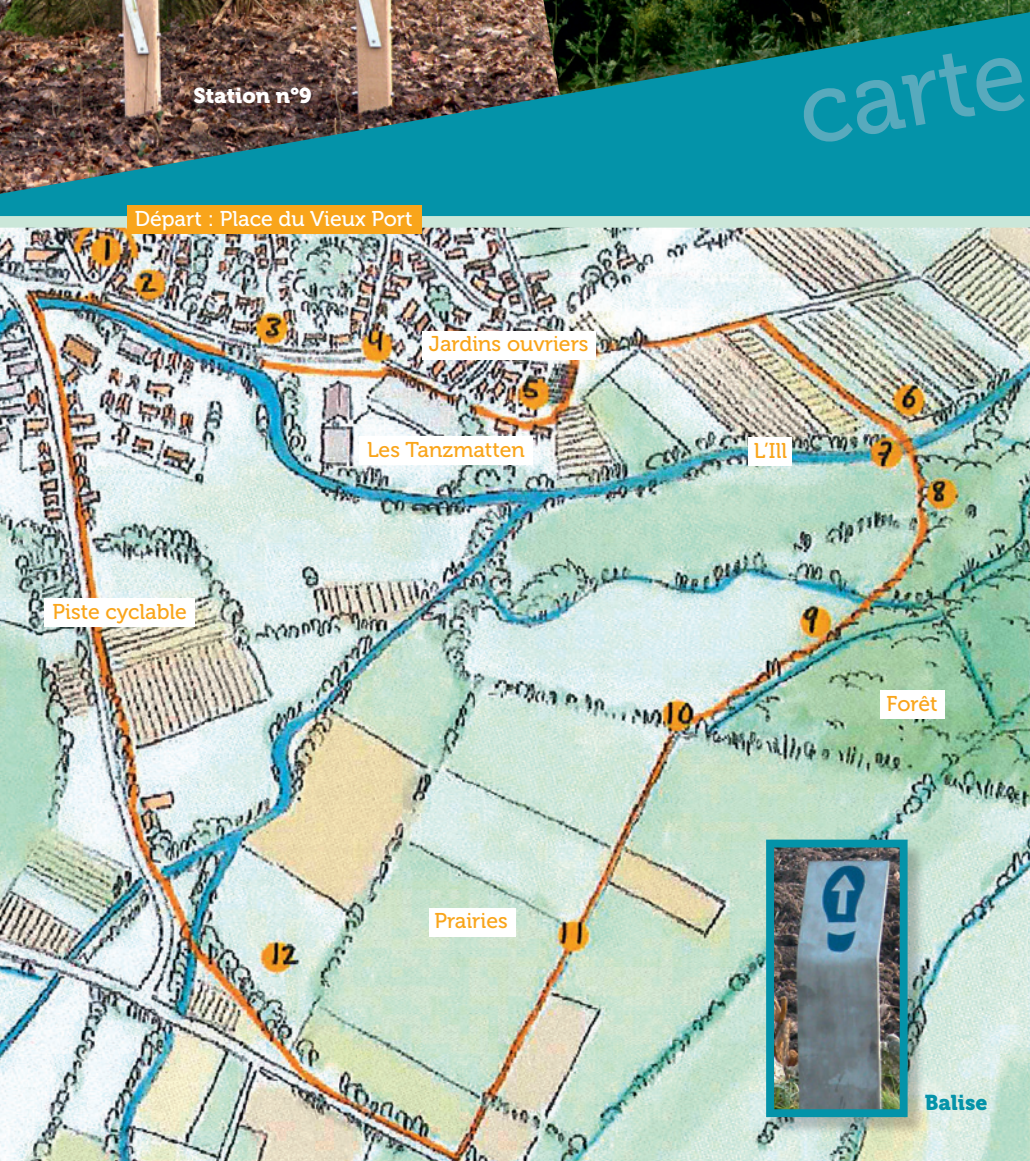 Station n°9
carte
Départ : Place du Vieux Port
1
2
3
4
Jardins ouvriers
5
6
Les Tanzmatten
L'Ill
7
8
Piste cyclable
9
Forêt
10
Prairies
11
12
Balise